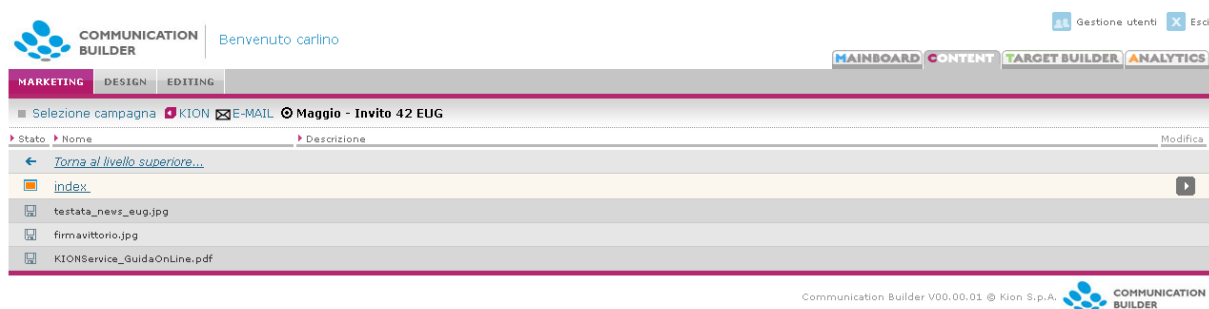 Gestione utenti X Esci
COMMUNICATION BUILDER
Benvenuto carlino
MAINBOARD CONTENT TARGET BUILDER ANALYTICS
MARKETING DESIGN EDITING
Selezione campagna KION E-MAIL Maggio - Invito 42 EUG
Stato Nome Descrizione Modifica
Torna al livello superiore...
index
testata_news_eug.jpg
firmavittorio.jpg
KIONService_GuidaOnLine.pdf
Communication Builder V00.00.01 © Kion S.p.A.
COMMUNICATION BUILDER